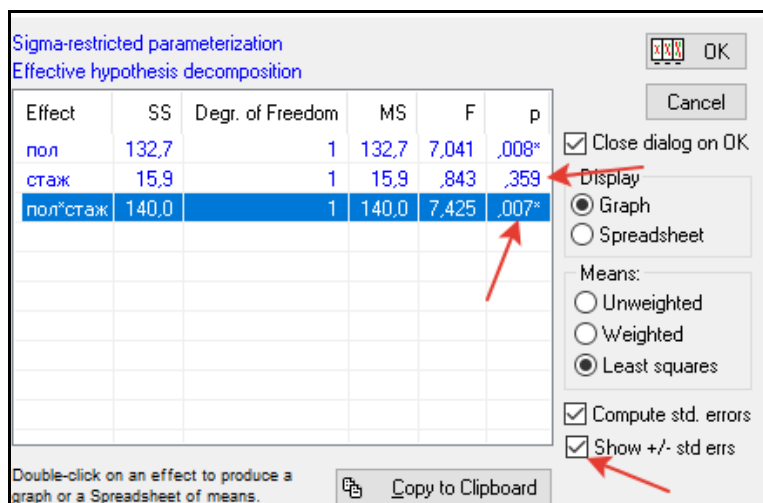 Sigma-restricted parameterization
Effective hypothesis decomposition
Effect SS Degr. of Freedom MS F p
пол 132,7 1 132,7 7,041 ,008*
стаж 15,9 1 15,9 ,843 ,359
пол*стаж 140,0 1 140,0 7,425 ,007*
Double-click on an effect to produce a
graph or a Spreadsheet of means.
Copy to Clipboard
OK
Cancel
Close dialog on OK
Display
Graph
Spreadsheet
Means:
Unweighted
Weighted
Least squares
Compute std. errors
Show +/- std errs